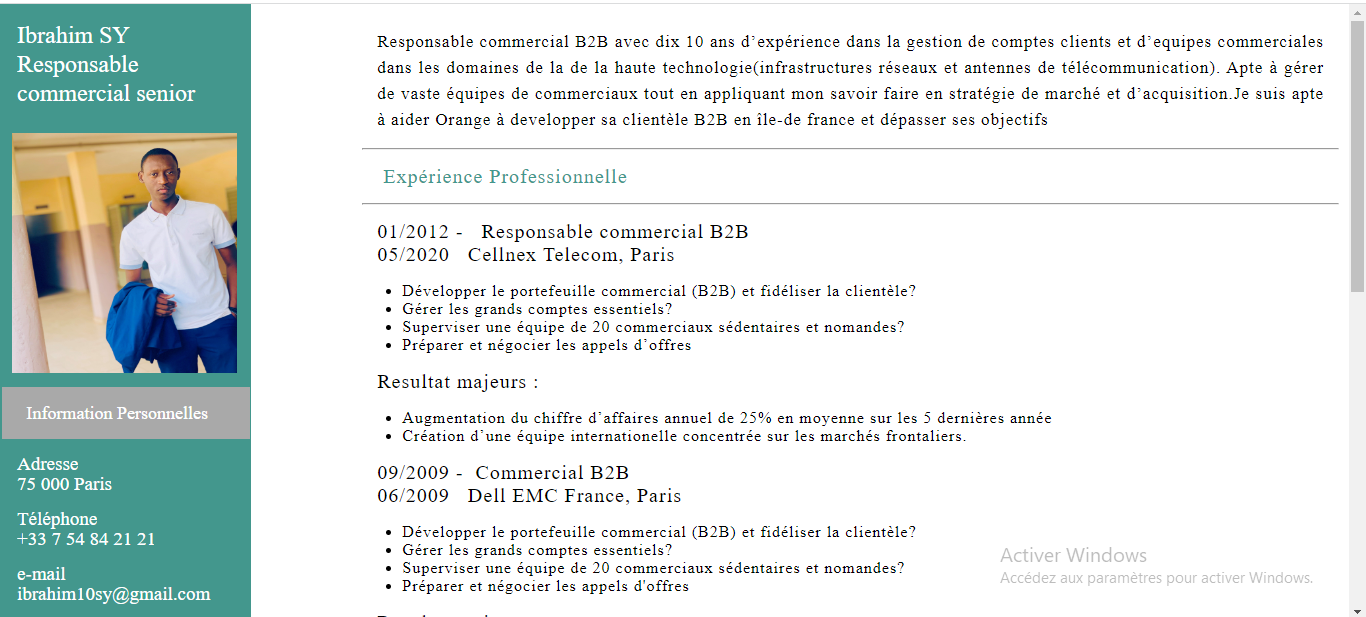 Ibrahim SY
Responsable
commercial senior
Information Personnelles
Adresse
75 000 Paris
Téléphone
+33 7 54 84 21 21
e-mail
ibrahim10sy@gmail.com
Responsable commercial B2B avec dix 10 ans d’expérience dans la gestion de comptes clients et d’equipes commerciales
dans les domaines de la de la haute technologie(infrastructures réseaux et antennes de télécommunication). Apte à gérer
de vaste équipes de commerciaux tout en appliquant mon savoir faire en stratégie de marché et d’acquisition.Je suis apte
à aider Orange à developper sa clientèle B2B en île-de france et dépasser ses objectifs
Expérience Professionnelle
01/2012 - Responsable commercial B2B
05/2020 Cellnex Telecom, Paris
• Développer le portefeuille commercial (B2B) et fidéliser la clientèle?
• Gérer les grands comptes essentiels?
• Superviser une équipe de 20 commerciaux sédentaires et nomandes?
• Préparer et négocier les appels d’offres
Resultat majeurs :
• Augmentation du chiffre d’affaires annuel de 25% en moyenne sur les 5 dernières année
• Création d’une équipe internationelle concentrée sur les marchés frontaliers.
09/2009 - Commercial B2B
06/2009 Dell EMC France, Paris
• Développer le portefeuille commercial (B2B) et fidéliser la clientèle?
• Gérer les grands comptes essentiels?
• Superviser une équipe de 20 commerciaux sédentaires et nomandes?
• Préparer et négocier les appels d'offres
Activer Windows
Accédez aux paramètres pour activer Windows.